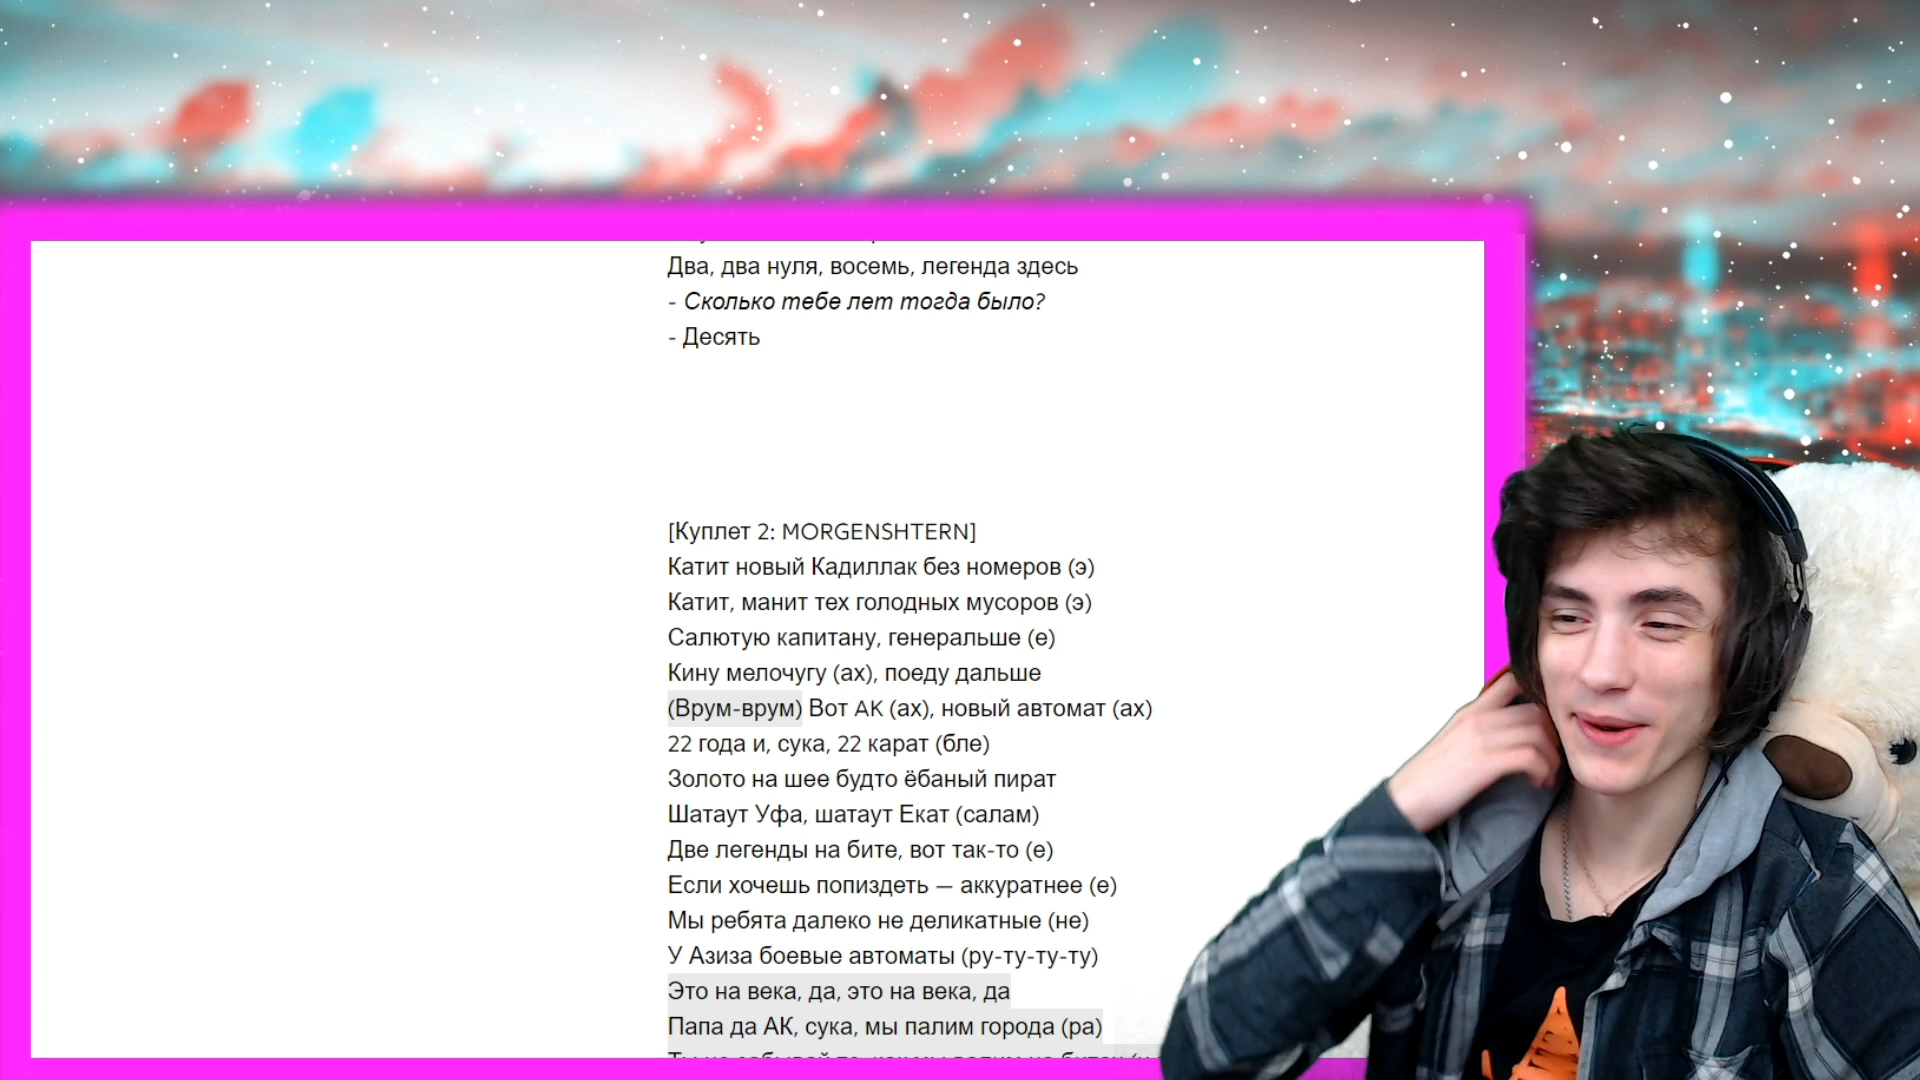 Два, два нуля, восемь, легенда здесь
- Сколько тебе лет тогда было?
- Десять
[Куплет 2: MORGENSHTERN]
Катит новый Кадиллак без номеров (э)
Катит, манит тех голодных мусоров (э)
Салютую капитану, генеральше (е)
Кину мелочугу (ах), поеду дальше
(Врум-врум) Вот АК (ах), новый автомат (ах)
22 года и, сука, 22 карат (бле)
Золото на шее будто ёбаный пират
Шатаут Уфа, шатаут Екат (салам)
Две легенды на бите, вот так-то (е)
Если хочешь попиздеть — аккуратнее (е)
Мы ребята далеко не деликатные (не)
У Азиза боевые автоматы (ру-ту-ту-ту)
Это на века, да, это на века, да
Папа да АК, сука, мы палим города (ра)